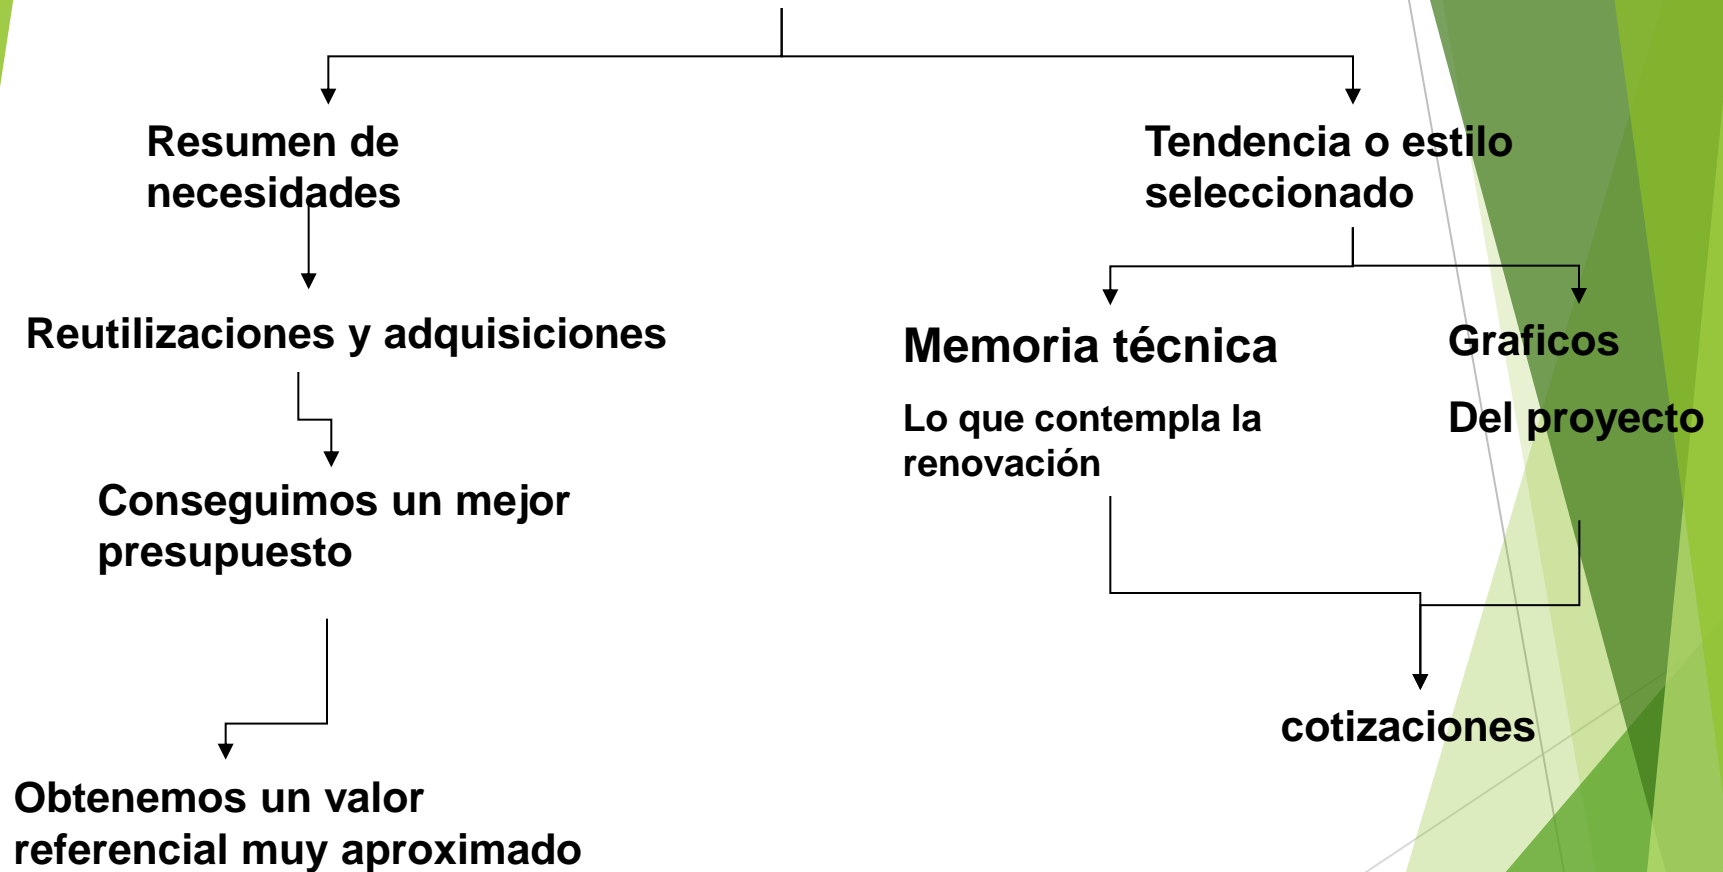 Resumen de
necesidades
Tendencia o estilo
seleccionado
Reutilizaciones y adquisiciones
Memoria técnica
Lo que contempla la
renovación
Graficos
Del proyecto
Conseguimos un mejor
presupuesto
cotizaciones
Obtenemos un valor
referencial muy aproximado